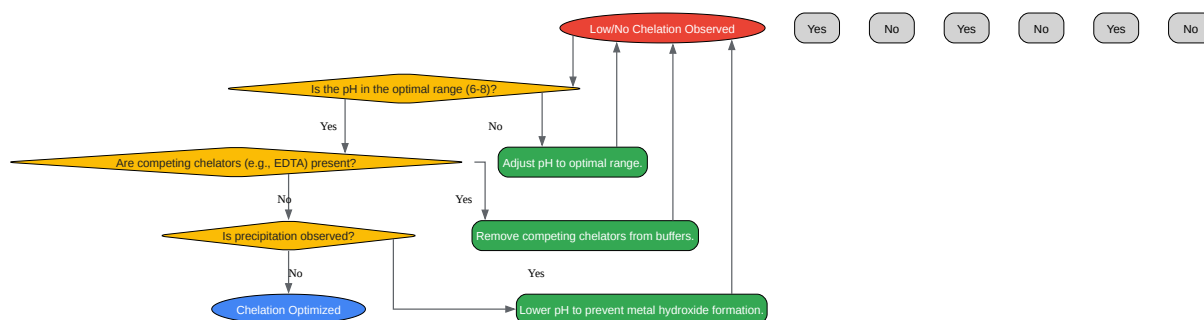 Low/No Chelation Observed
Yes
No
Yes
No
Yes
No
Is the pH in the optimal range (6-8)?
Yes
No
Are competing chelators (e.g., EDTA) present?
Adjust pH to optimal range.
No
Yes
Is precipitation observed?
Remove competing chelators from buffers.
No
Yes
Chelation Optimized
Lower pH to prevent metal hydroxide formation.